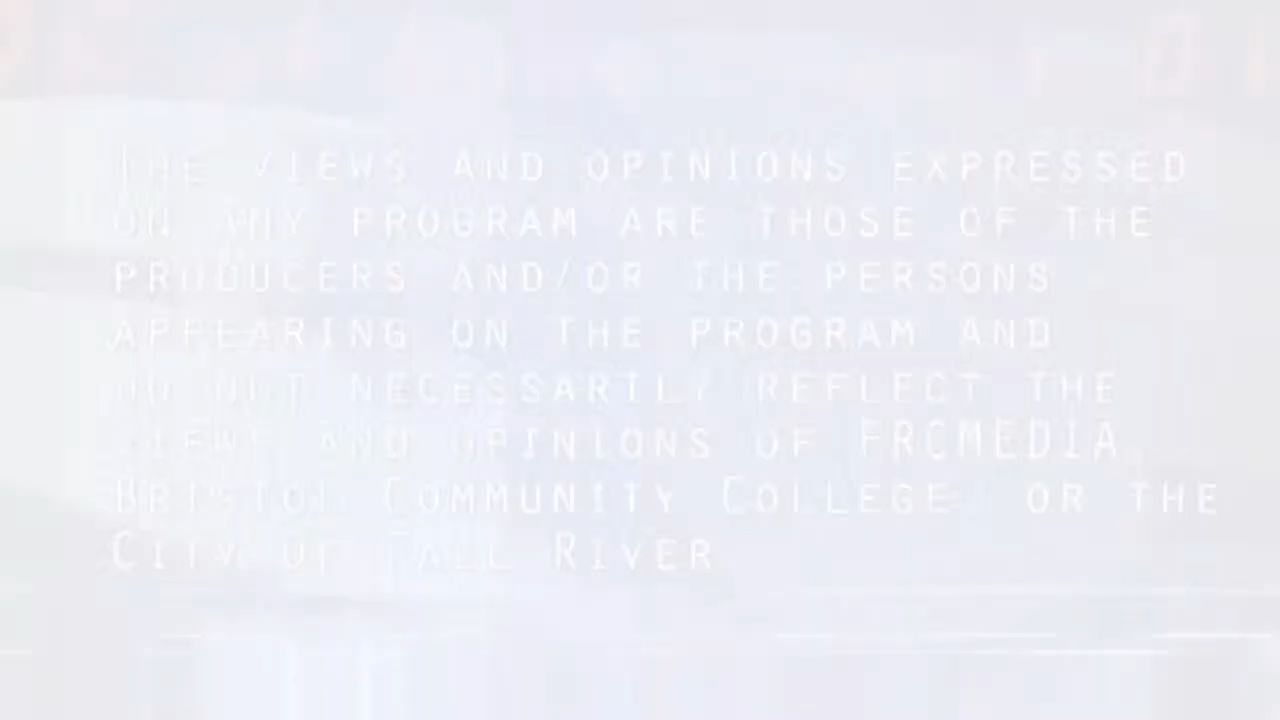 THE VIEWS AND OPINIONS EXPRESSED
ON ANY PROGRAM ARE THOSE OF THE
PRODUCERS AND/OR THE PERSONS
APPEARING ON THE PROGRAM AND
DO NOT NECESSARILY REFLECT THE
VIEWS AND OPINIONS OF FRCMEDIA
BRISTOL COMMUNITY COLLEGE OR THE
CITY OF FALL RIVER